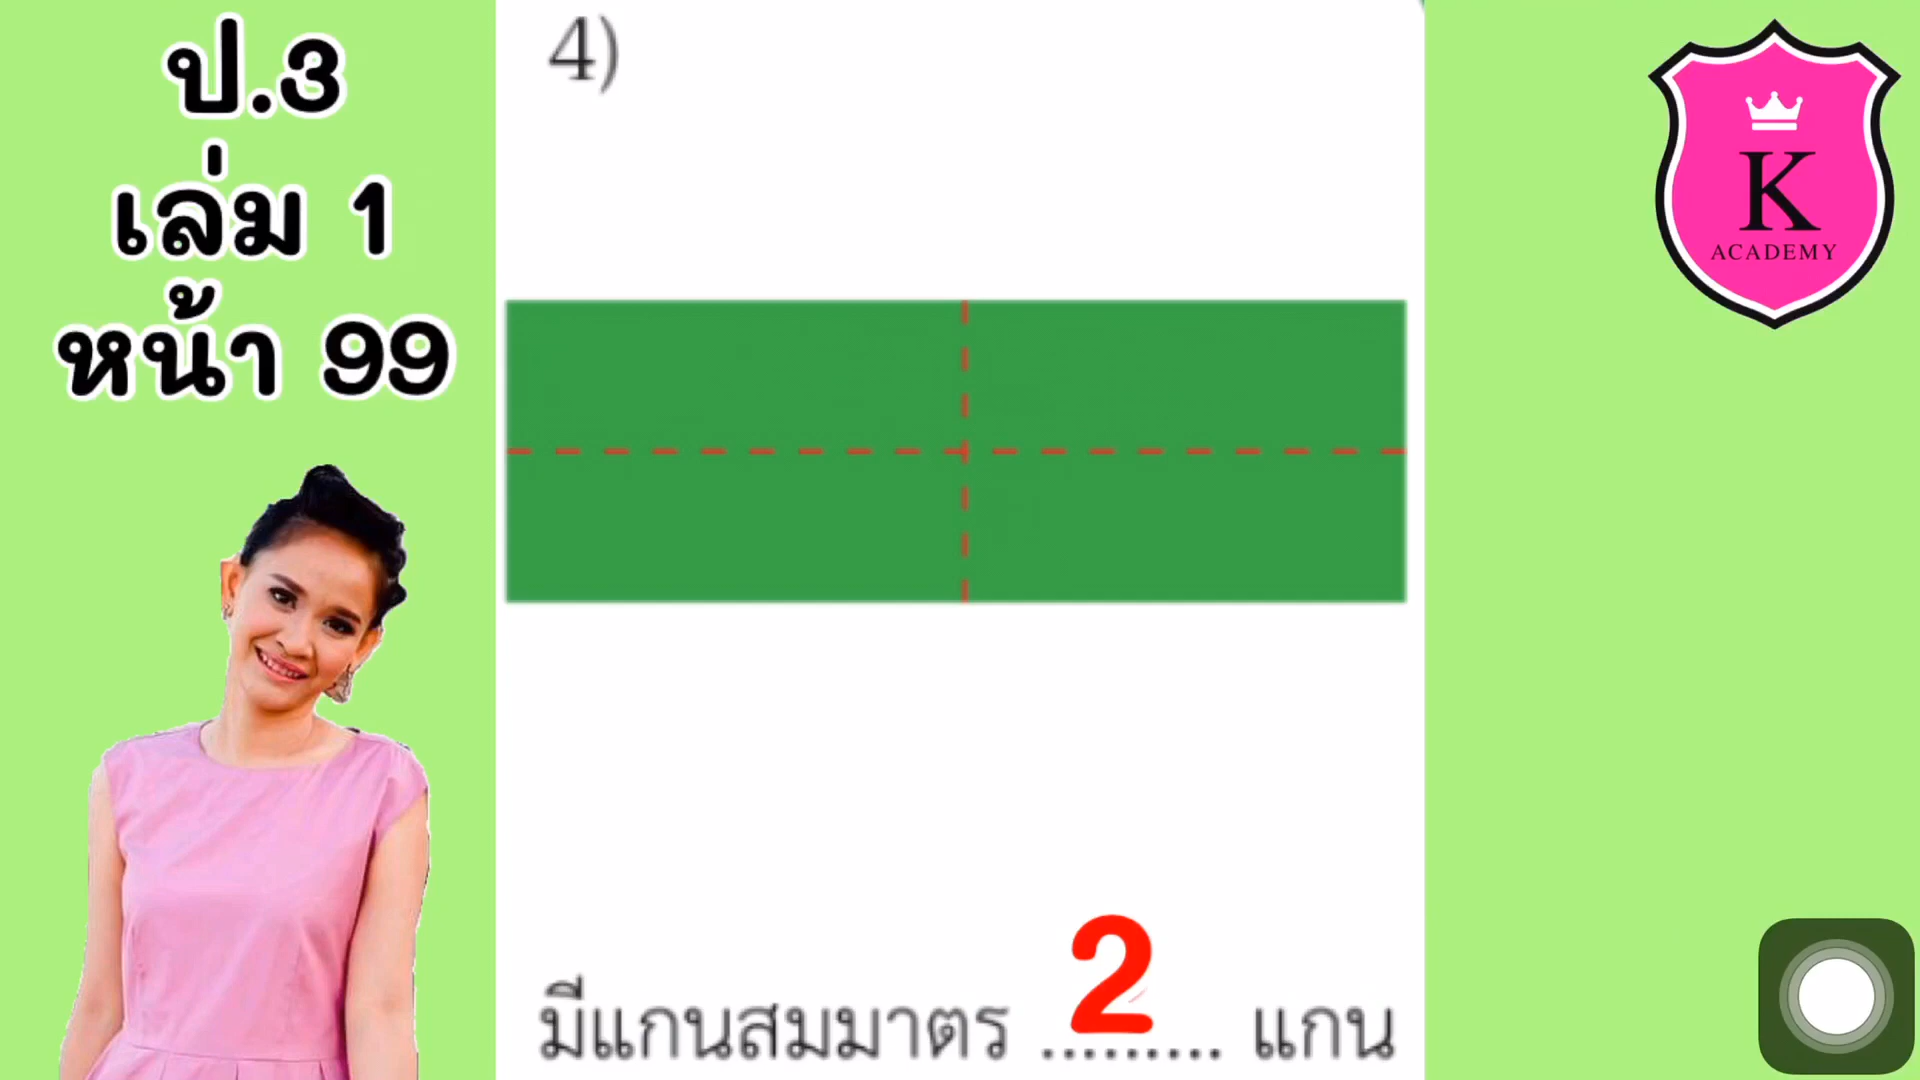 ป.3
เล่ม 1
หน้า 99
4)
K
ACADEMY
มีแกนสมมาตร ...2... แกน